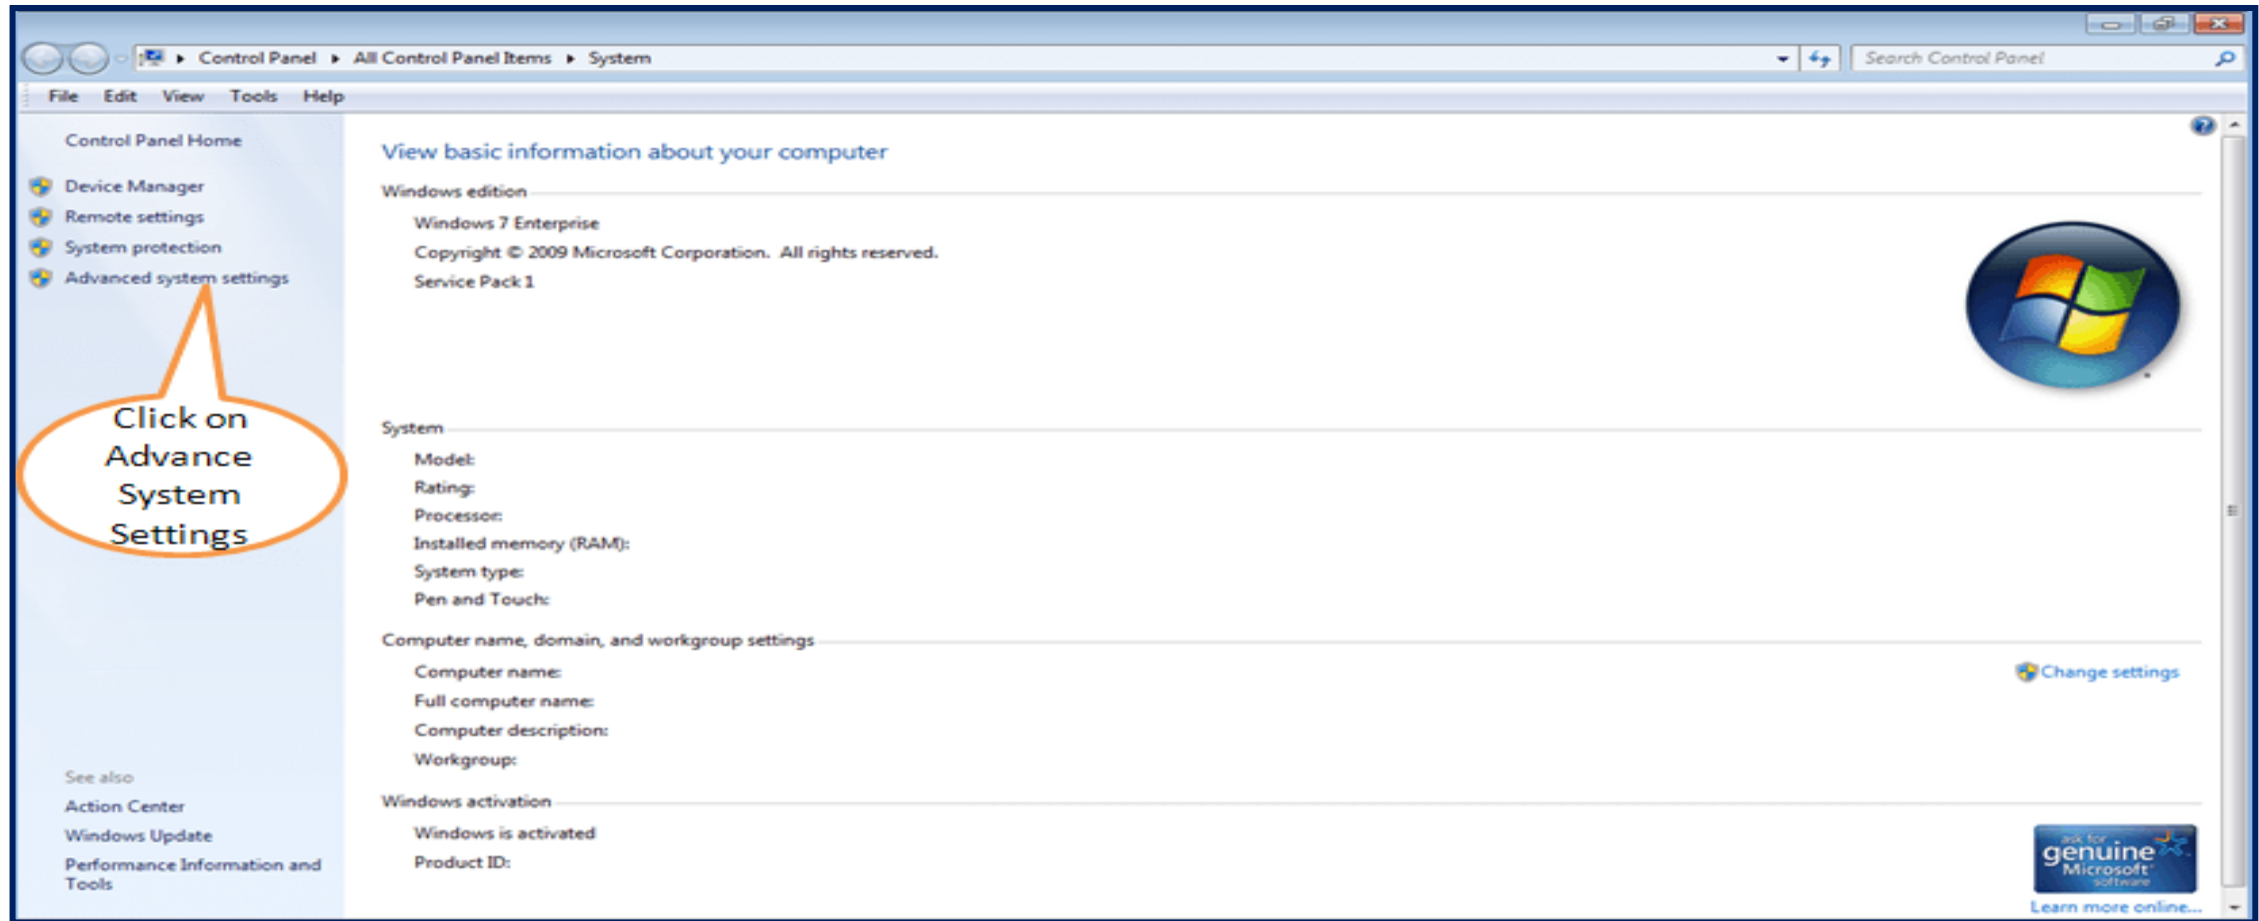 Control Panel ▸ All Control Panel Items ▸ System
Search Control Panel
File Edit View Tools Help
Control Panel Home
Device Manager
Remote settings
System protection
Advanced system settings
Click on
Advance
System
Settings
See also
Action Center
Windows Update
Performance Information and
Tools
View basic information about your computer
Windows edition
Windows 7 Enterprise
Copyright © 2009 Microsoft Corporation. All rights reserved.
Service Pack 1
System
Model:
Rating:
Processor:
Installed memory (RAM):
System type:
Pen and Touch:
Computer name, domain, and workgroup settings
Computer name:
Change settings
Full computer name:
Computer description:
Workgroup:
Windows activation
Windows is activated
Product ID:
ask for
genuine
Microsoft
software
Learn more online...